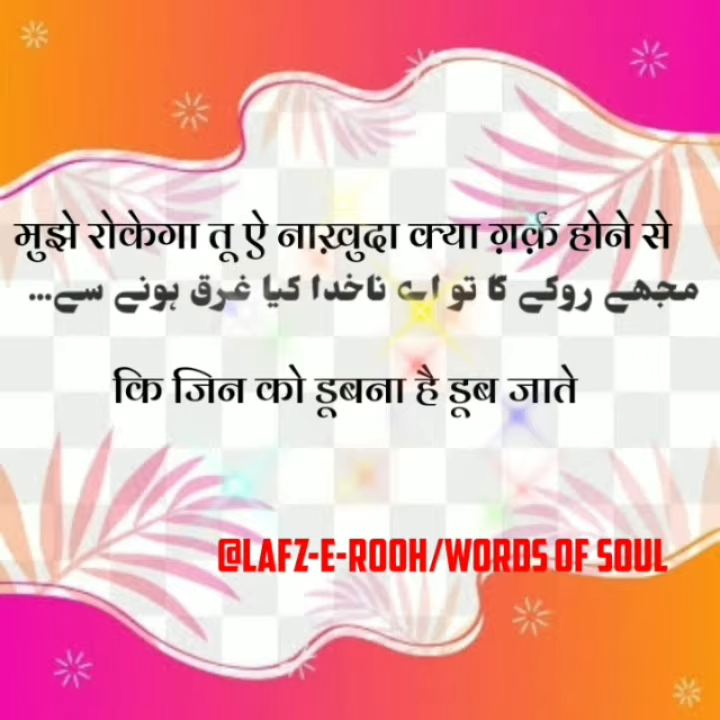 मुझे रोकेगा तू ऐ नाख़ुदा क्या ग़र्क़ होने से
مجھے روکے گا تو اے ناخدا کیا غرق ہونے سے...
कि जिन को डूबना है डूब जाते
@LAFZ-E-ROOH/WORDS OF SOUL